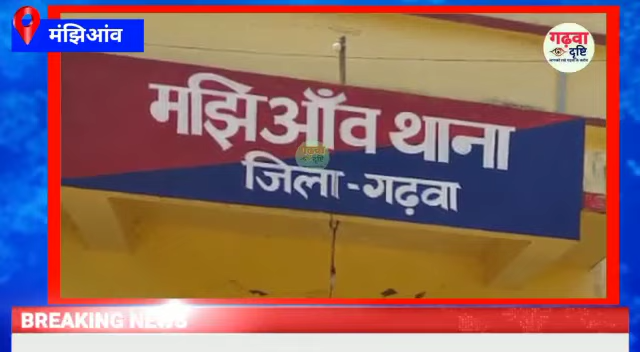 मंझिआंव
गढ़वा
दृष्टि
मझिआँव थाना
जिला - गढ़वा
BREAKING NEWS